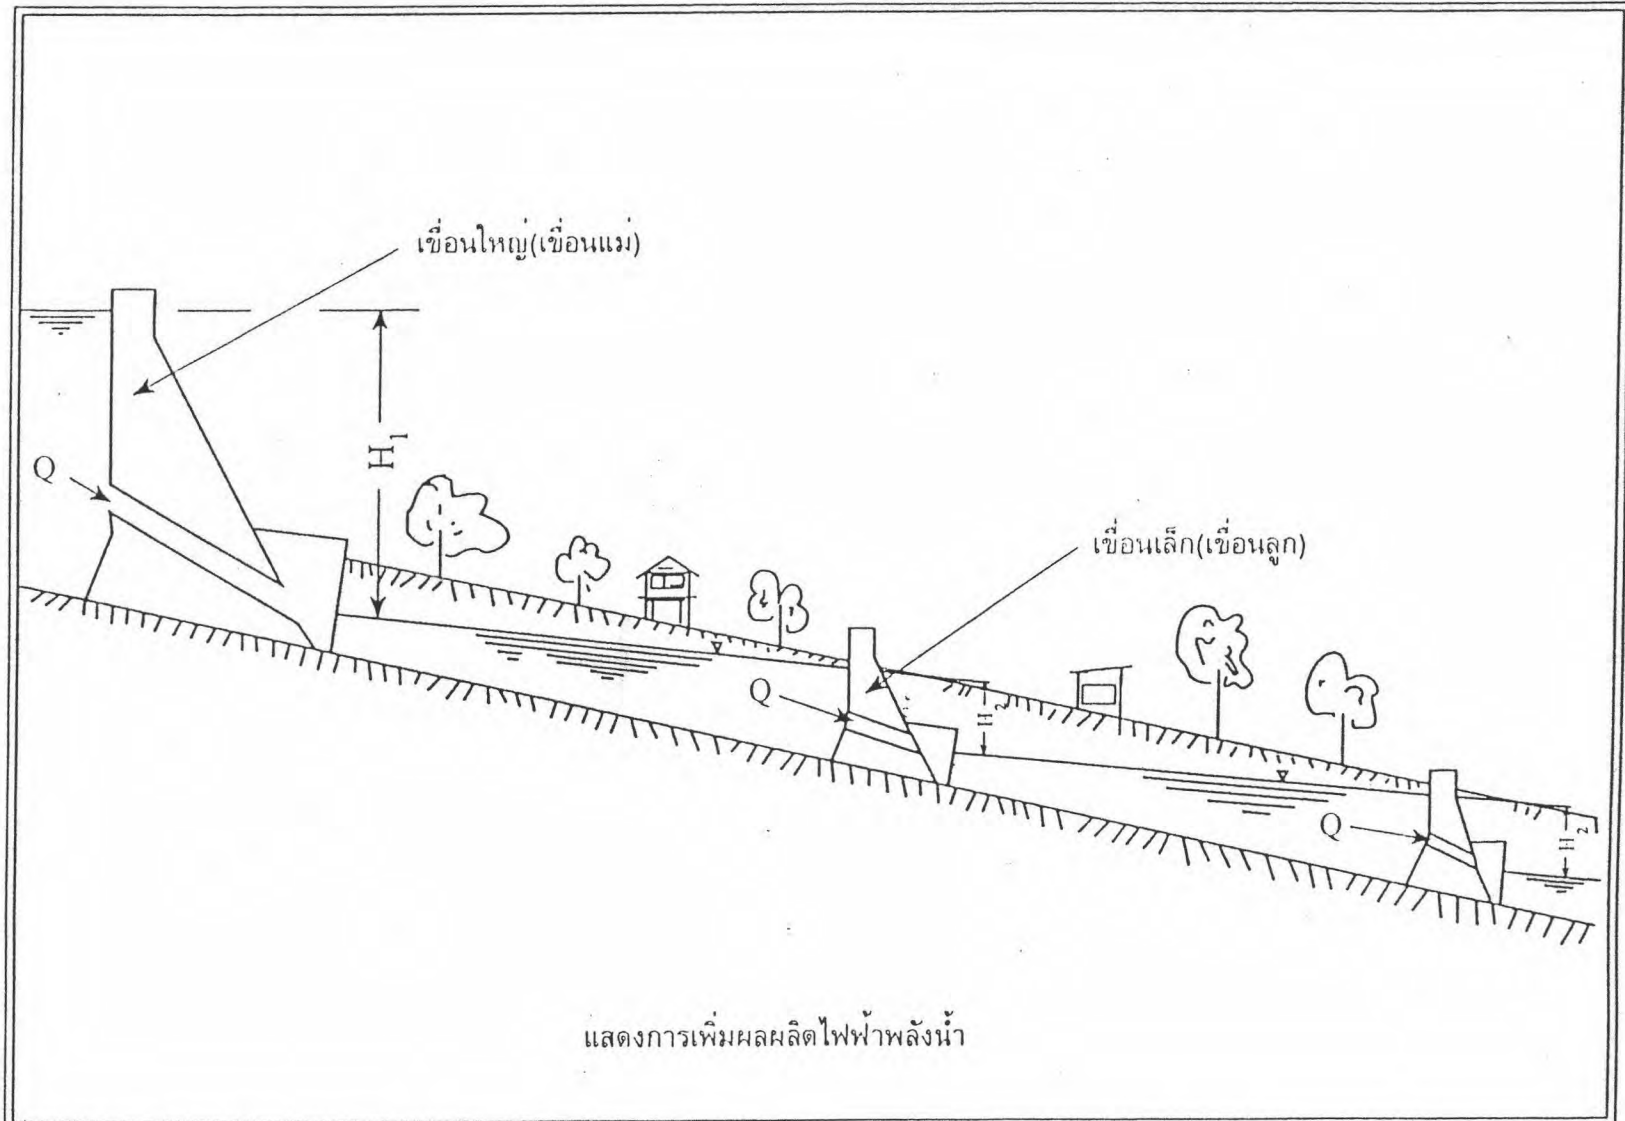 เขื่อนใหญ่(เขื่อนแม่)
H₁
Q
เขื่อนเล็ก(เขื่อนลูก)
Q
H₂
Q
H₂
แสดงการเพิ่มผลผลิตไฟฟ้าพลังน้ำ